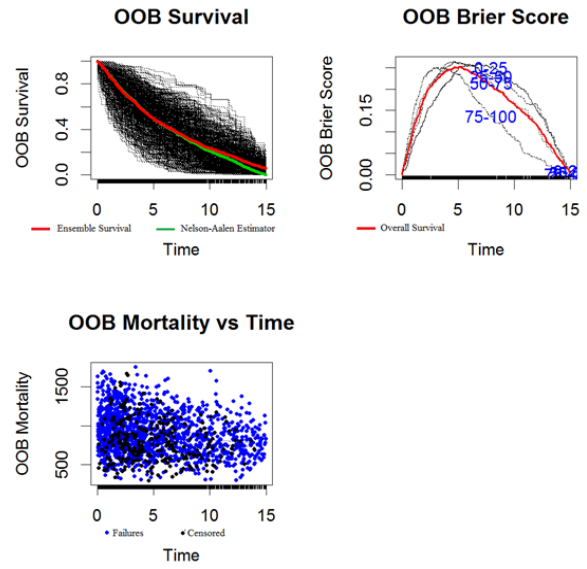 OOB Survival
OOB Survival
0.0 0.4 0.8
0 5 10 15
Ensemble Survival Nelson-Aalen Estimator
Time
OOB Brier Score
OOB Brier Score
0.00 0.15
0-25
50-75
75-100
0 5 10 15
Overall Survival
Time
OOB Mortality vs Time
OOB Mortality
500 1500
0 5 10 15
Failures Censored
Time